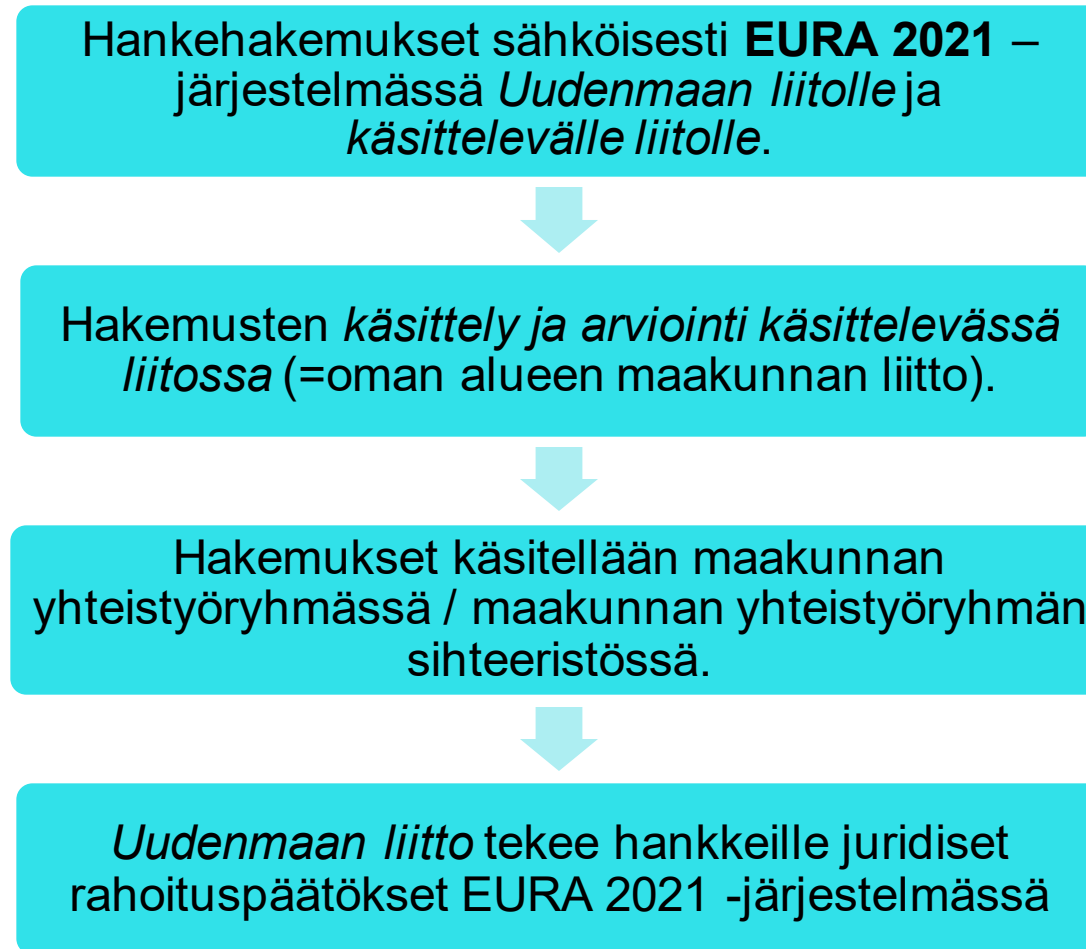 Hankehakemukset sähköisesti EURA 2021 –
järjestelmässä Uudenmaan liitolle ja
käsittelevälle liitolle.
Hakemusten käsittely ja arviointi käsittelevässä
liitossa (=oman alueen maakunnan liitto).
Hakemukset käsitellään maakunnan
yhteistyöryhmässä / maakunnan yhteistyöryhmän
sihteeristössä.
Uudenmaan liitto tekee hankkeille juridiset
rahoituspäätökset EURA 2021 -järjestelmässä